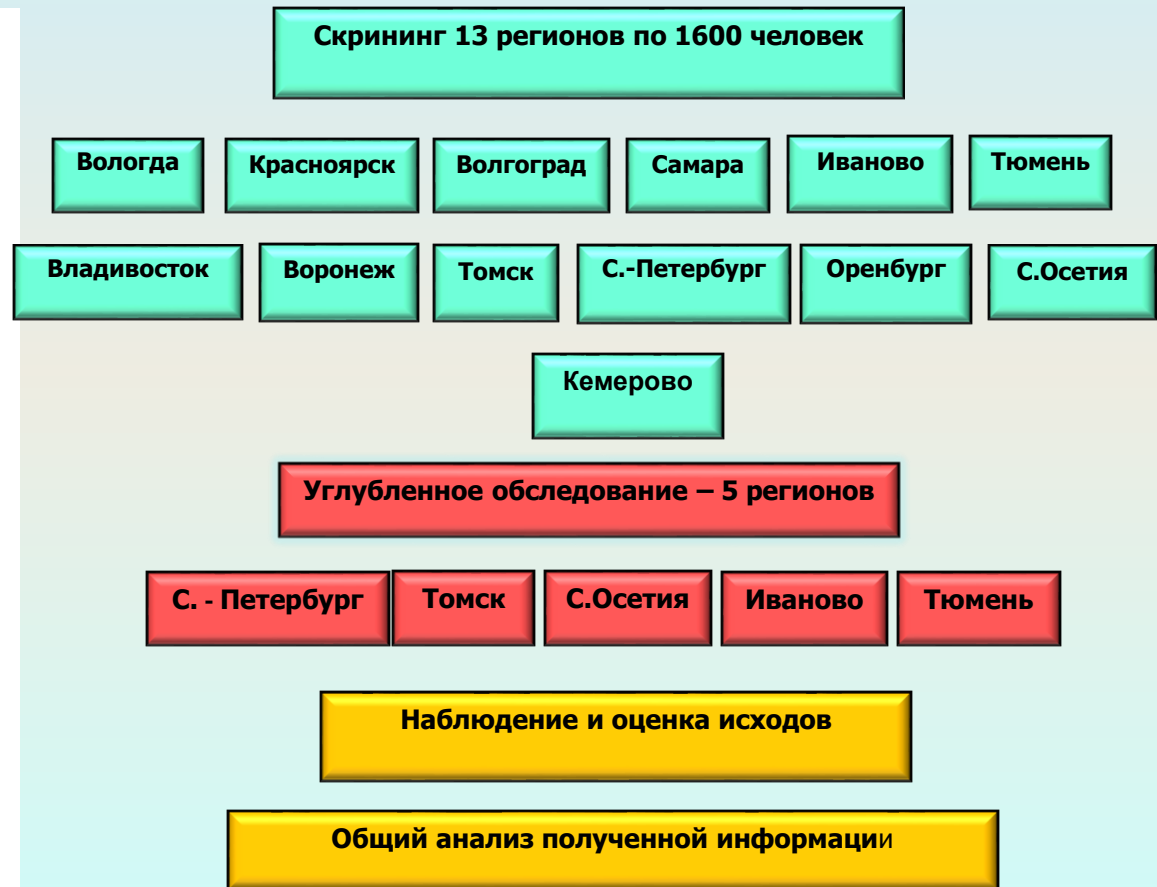 Скрининг 13 регионов по 1600 человек
Вологда
Красноярск
Волгоград
Самара
Иваново
Тюмень
Владивосток
Воронеж
Томск
С.-Петербург
Оренбург
С.Осетия
Кемерово
Углубленное обследование – 5 регионов
С. - Петербург
Томск
С.Осетия
Иваново
Тюмень
Наблюдение и оценка исходов
Общий анализ полученной информации